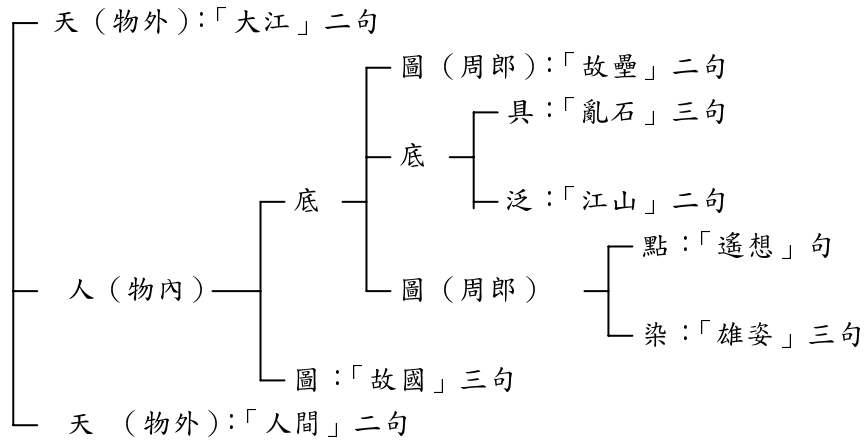 天（物外）：「大江」二句
圖（周郎）：「故壘」二句
具：「亂石」三句
底
泛：「江山」二句
底
點：「遙想」句
人（物內）
圖（周郎）
染：「雄姿」三句
圖：「故國」三句
天 （物外）：「人間」二句